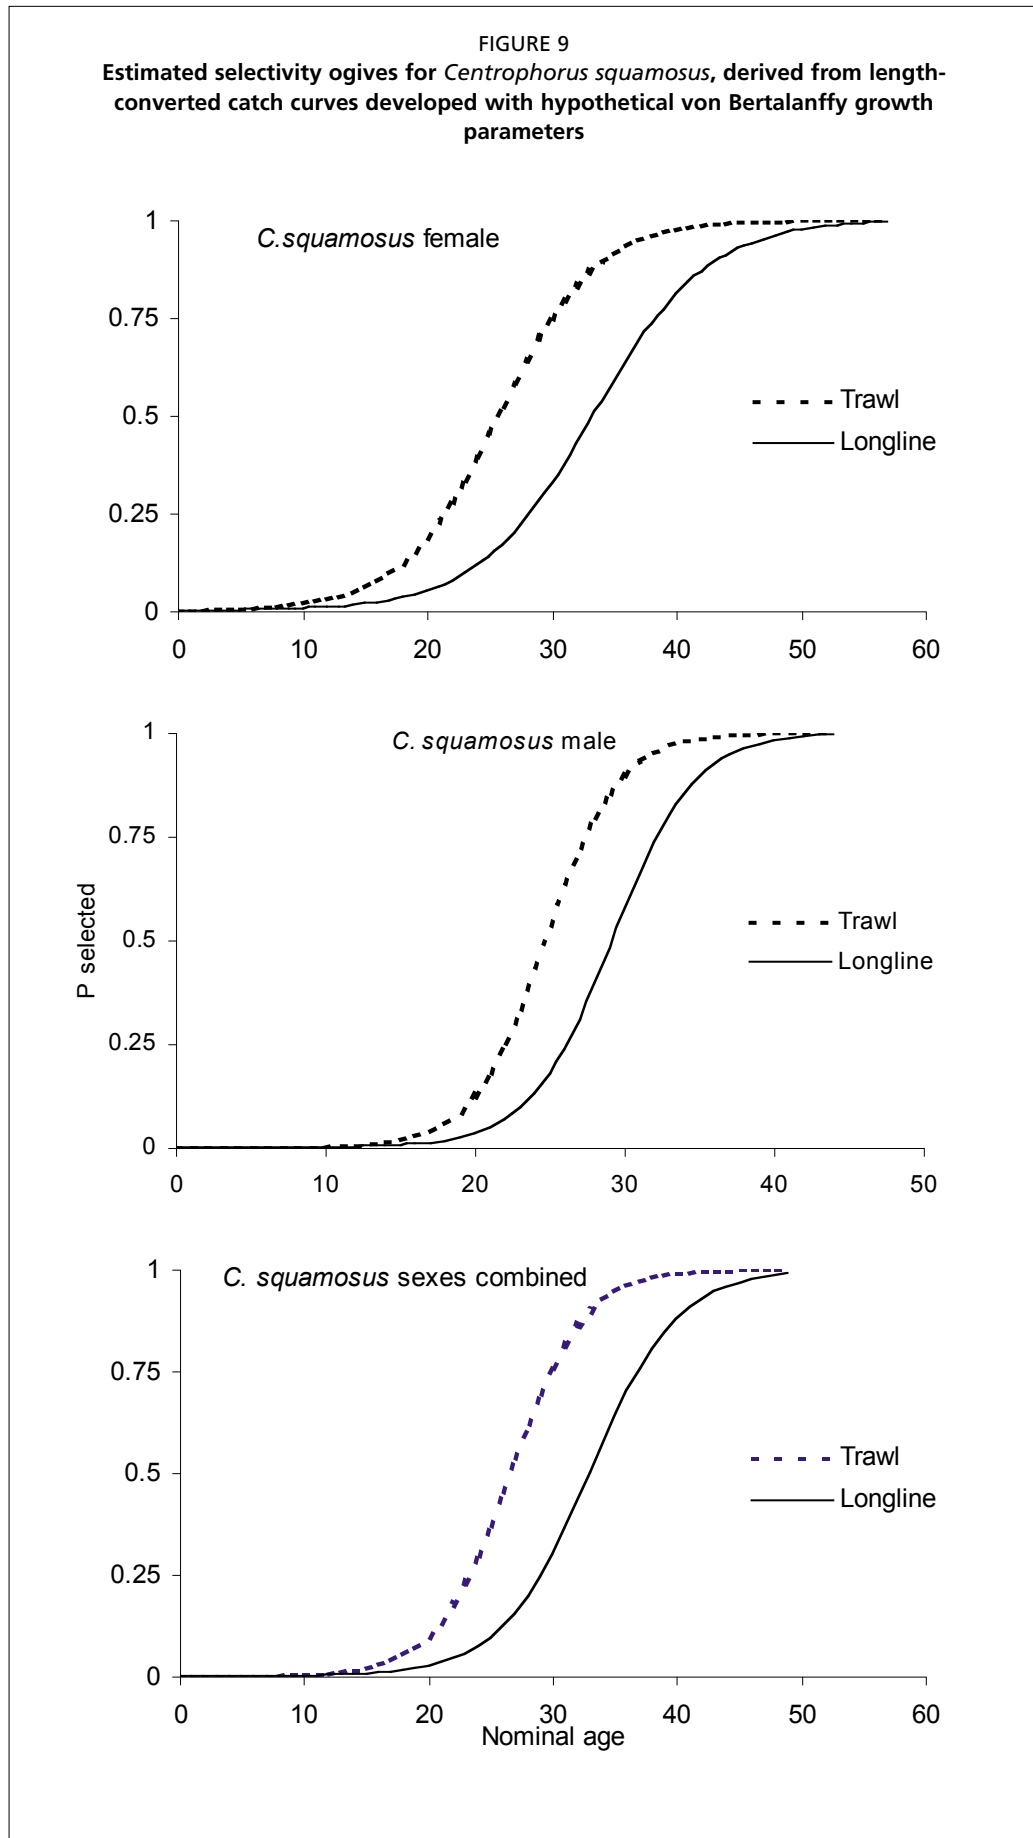 FIGURE 9
Estimated selectivity ogives for Centrophorus squamosus, derived from length-
converted catch curves developed with hypothetical von Bertalanffy growth
parameters
C.squamosus female
1
0.75
0.5
0.25
0
Trawl
Longline
0 10 20 30 40 50 60
C. squamosus male
1
0.75
0.5
0.25
0
P selected
Trawl
Longline
0 10 20 30 40 50
C. squamosus sexes combined
1
0.75
0.5
0.25
0
Trawl
Longline
0 10 20 30 40 50 60
Nominal age